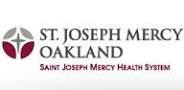 ST. JOSEPH MERCY
OAKLAND
SAINT JOSEPH MERCY HEALTH SYSTEM